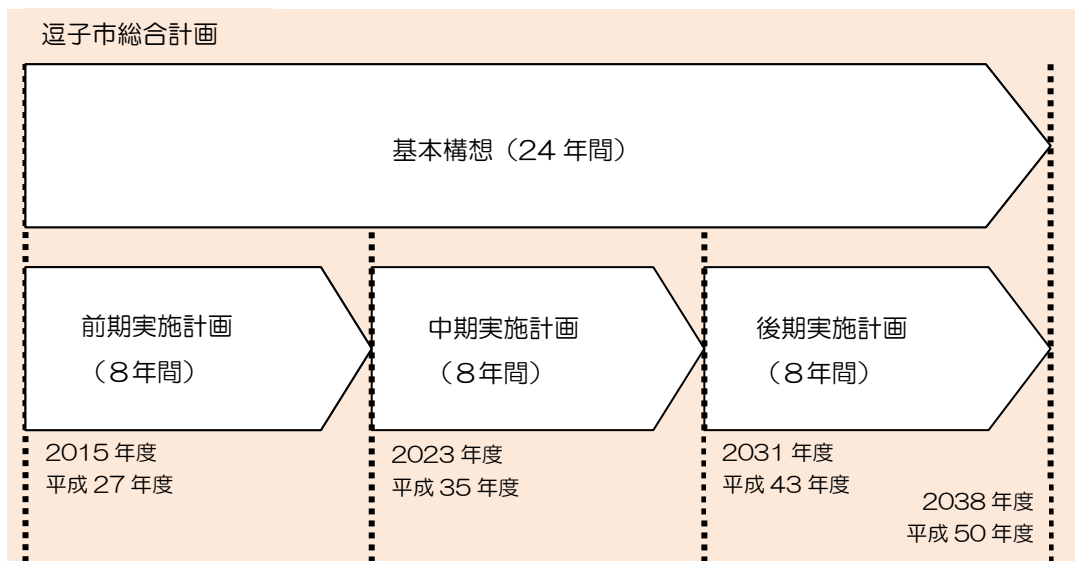 逗子市総合計画
基本構想（24 年間）
前期実施計画
（8年間）
中期実施計画
（8年間）
後期実施計画
（8年間）
2015 年度
平成 27 年度
2023 年度
平成 35 年度
2031 年度
平成 43 年度
2038 年度
平成 50 年度